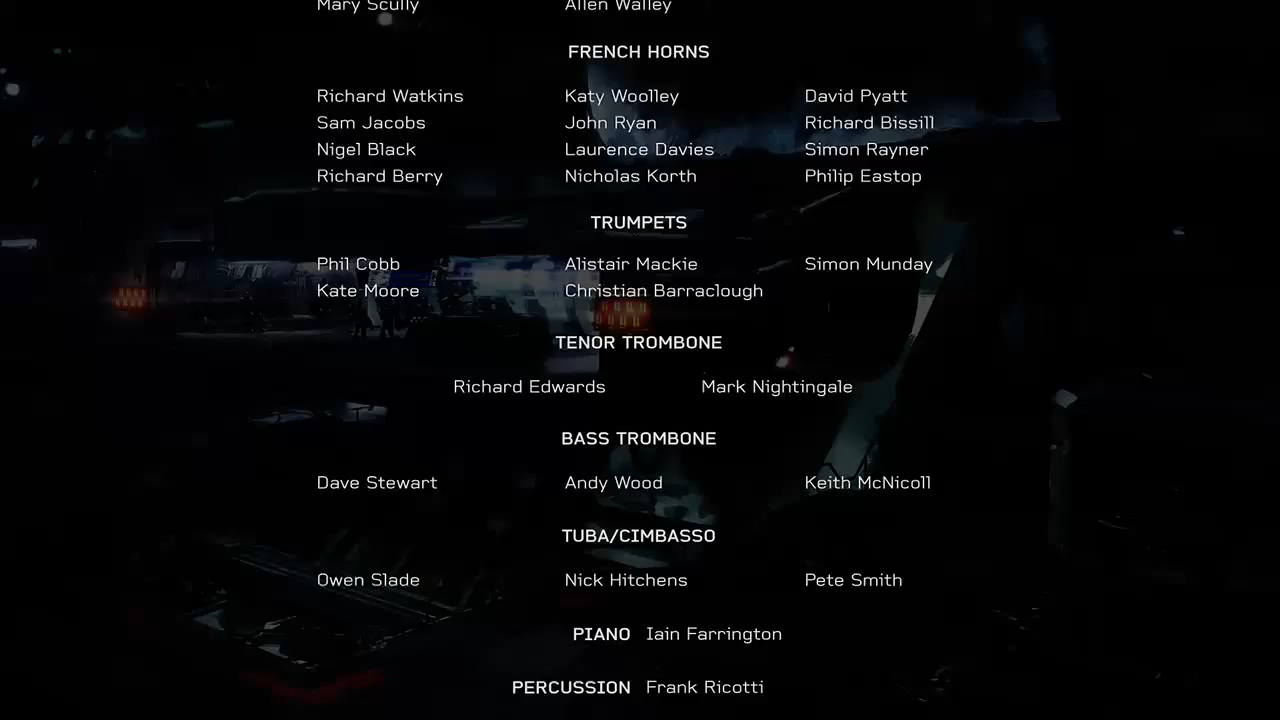 Mary Scully Allen Walley
FRENCH HORNS
Richard Watkins Katy Woolley David Pyatt
Sam Jacobs John Ryan Richard Bissill
Nigel Black Laurence Davies Simon Rayner
Richard Berry Nicholas Korth Philip Eastop
TRUMPETS
Phil Cobb Alistair Mackie Simon Munday
Kate Moore Christian Barraclough
TENOR TROMBONE
Richard Edwards Mark Nightingale
BASS TROMBONE
Dave Stewart Andy Wood Keith McNicoll
TUBA/CIMBASSO
Owen Slade Nick Hitchens Pete Smith
PIANO Iain Farrington
PERCUSSION Frank Ricotti